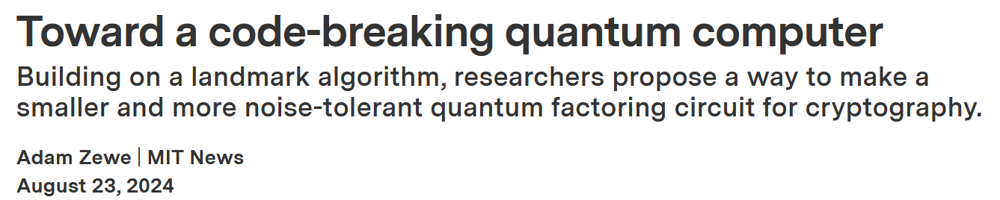 Toward a code-breaking quantum computer
Building on a landmark algorithm, researchers propose a way to make a
smaller and more noise-tolerant quantum factoring circuit for cryptography.
Adam Zewe | MIT News
August 23, 2024